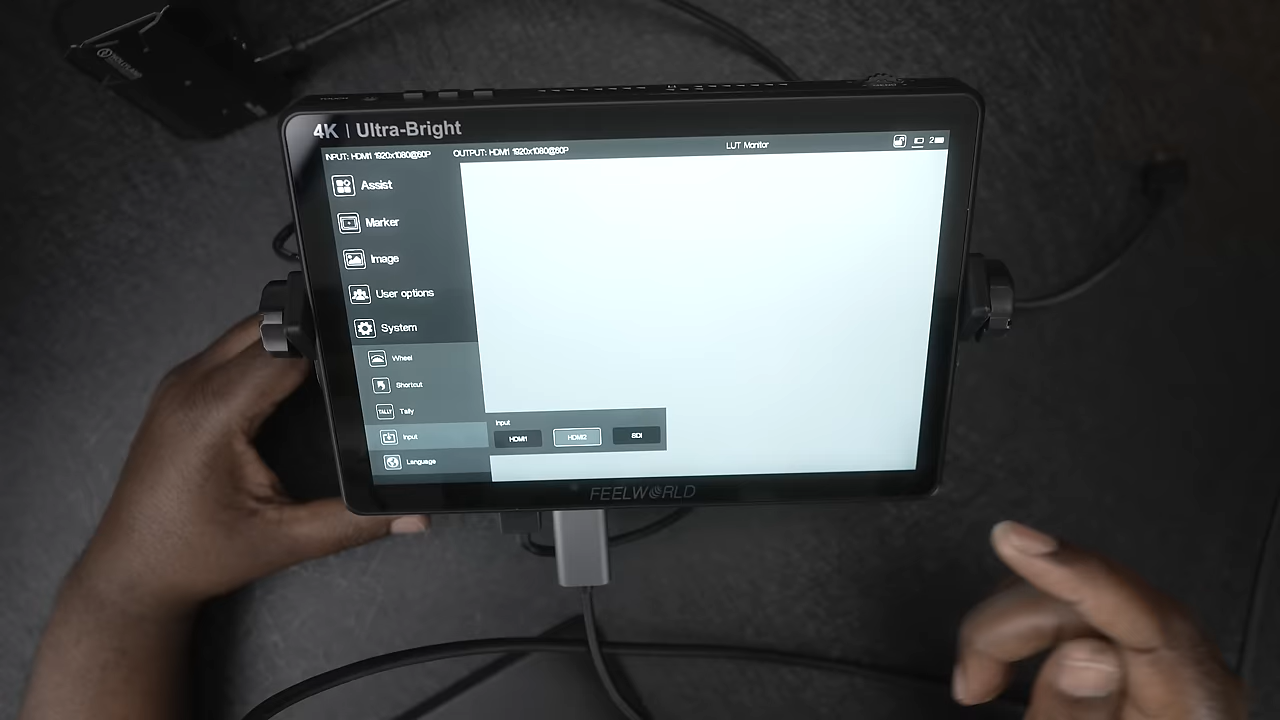 4K | Ultra-Bright
INPUT: HDMI1 1920x1080@60P
OUTPUT: HDMI1 1920x1080@60P
LUT Monitor
2
Assist
Marker
Image
User options
System
Wheel
Shortcut
TALLY
Tally
Input
Language
Input
HDMI1
HDMI2
SDI
FEELWORLD